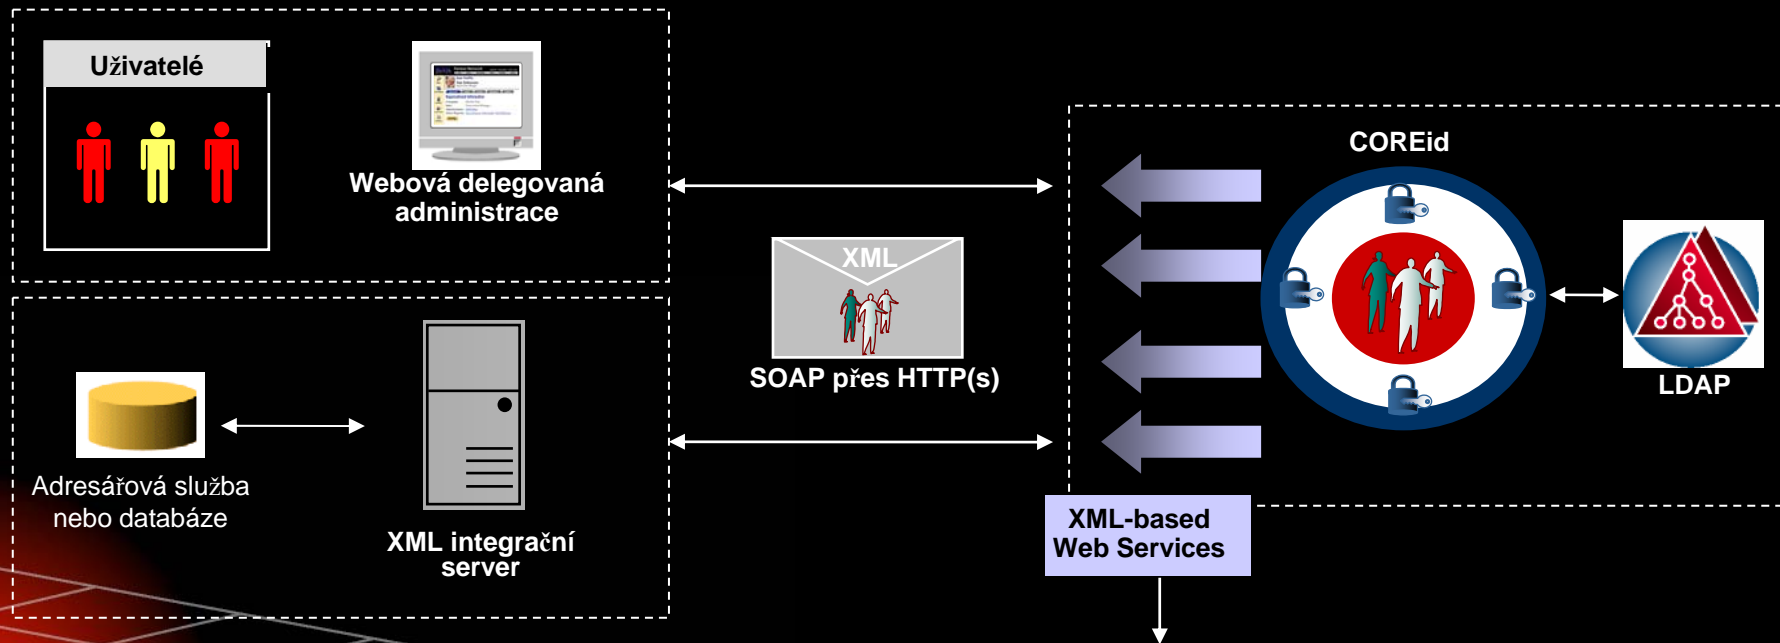 Uživatelé
Webová delegovaná
administrace
COREid
XML
SOAP přes HTTP(s)
LDAP
Adresářová služba
nebo databáze
XML integrační
server
XML-based
Web Services